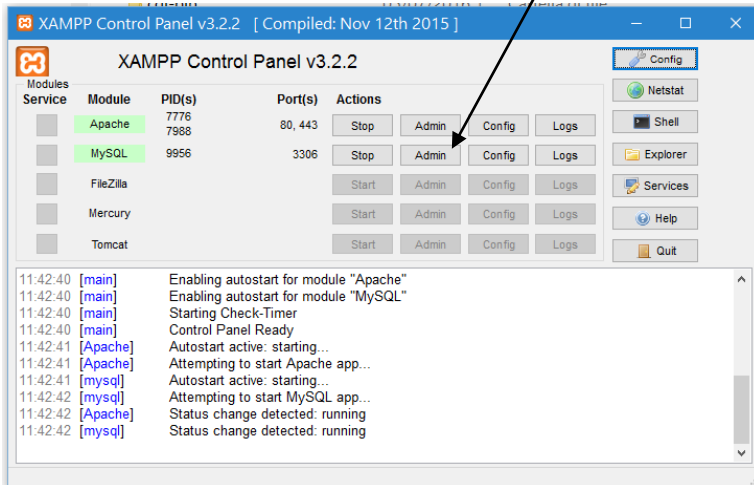 XAMPP Control Panel v3.2.2 [ Compiled: Nov 12th 2015 ]
XAMPP Control Panel v3.2.2
Config
Modules
Service Module PID(s) Port(s) Actions
Netstat
Apache 7776 7988 80, 443 Stop Admin Config Logs
Shell
MySQL 9956 3306 Stop Admin Config Logs
Explorer
FileZilla Start Admin Config Logs
Services
Mercury Start Admin Config Logs
Help
Tomcat Start Admin Config Logs
Quit
11:42:40 [main] Enabling autostart for module "Apache"
11:42:40 [main] Enabling autostart for module "MySQL"
11:42:40 [main] Starting Check-Timer
11:42:40 [main] Control Panel Ready
11:42:41 [Apache] Autostart active: starting...
11:42:41 [Apache] Attempting to start Apache app...
11:42:41 [mysql] Autostart active: starting...
11:42:42 [mysql] Attempting to start MySQL app...
11:42:42 [Apache] Status change detected: running
11:42:42 [mysql] Status change detected: running